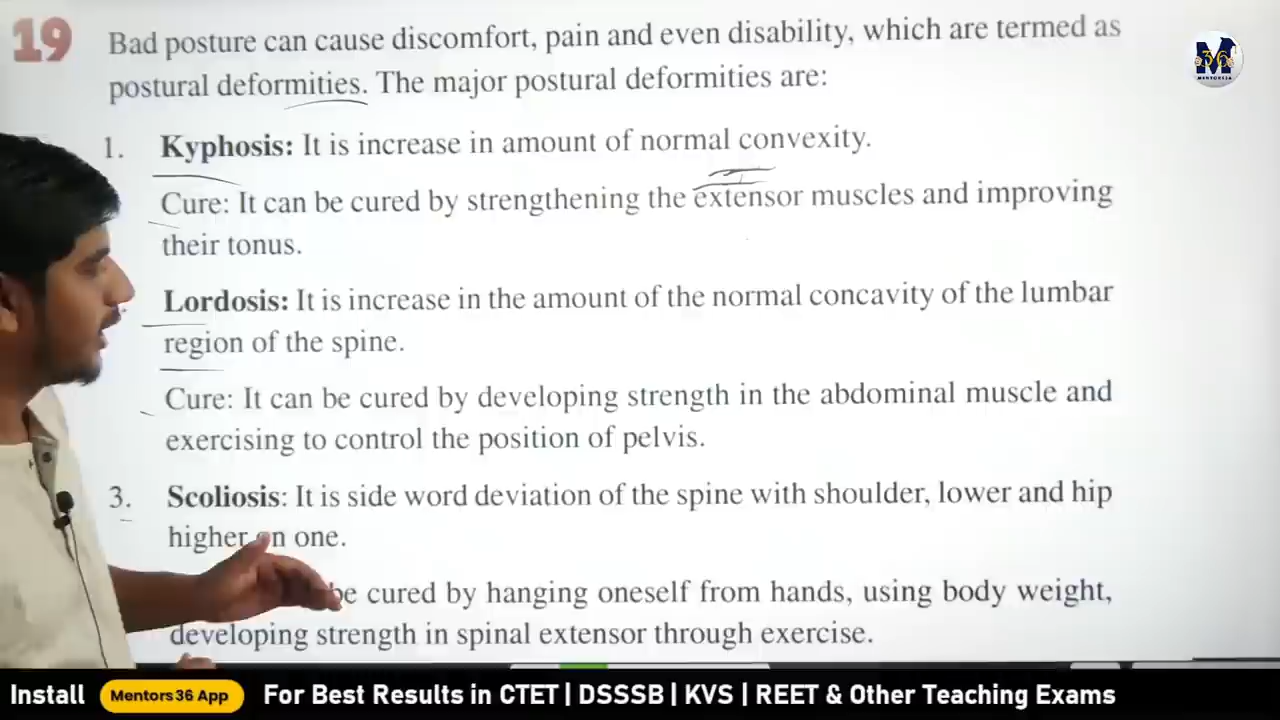 19
Bad posture can cause discomfort, pain and even disability, which are termed as
postural deformities. The major postural deformities are:
1. Kyphosis: It is increase in amount of normal convexity.
Cure: It can be cured by strengthening the extensor muscles and improving
their tonus.
Lordosis: It is increase in the amount of the normal concavity of the lumbar
region of the spine.
Cure: It can be cured by developing strength in the abdominal muscle and
exercising to control the position of pelvis.
3. Scoliosis: It is side word deviation of the spine with shoulder, lower and hip
higher on one.
be cured by hanging oneself from hands, using body weight,
developing strength in spinal extensor through exercise.
M
36
MENTORS36
Install Mentors36 App For Best Results in CTET | DSSSB | KVS | REET & Other Teaching Exams